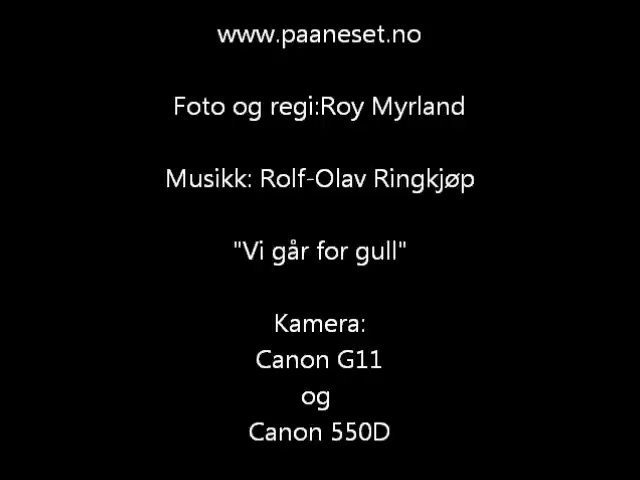 www.paaneset.no
Foto og regi:Roy Myrland
Musikk: Rolf-Olav Ringkjøp
"Vi går for gull"
Kamera:
Canon G11
og
Canon 550D